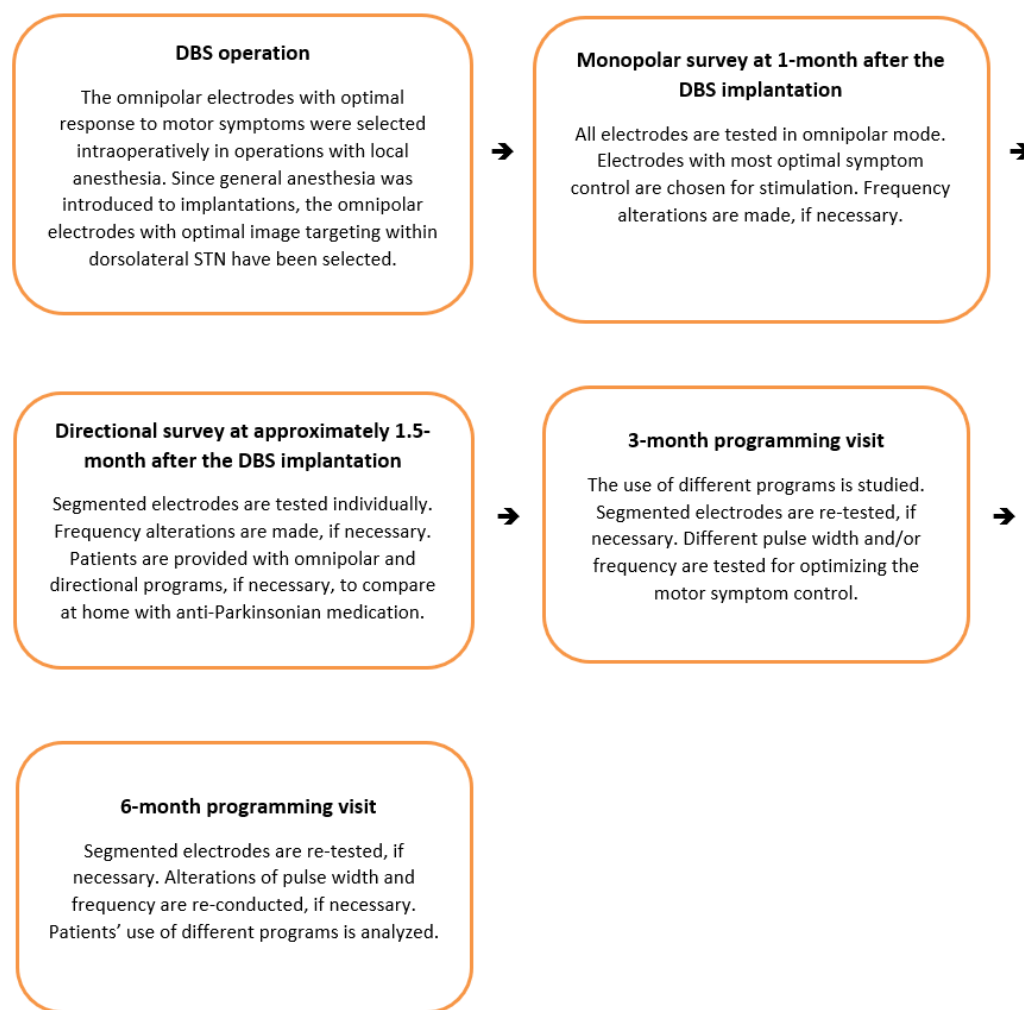 DBS operation
The omnipolar electrodes with optimal
response to motor symptoms were selected
intraoperatively in operations with local
anesthesia. Since general anesthesia was
introduced to implantations, the omnipolar
electrodes with optimal image targeting within
dorsolateral STN have been selected.
➔
Monopolar survey at 1-month after the
DBS implantation
All electrodes are tested in omnipolar mode.
Electrodes with most optimal symptom
control are chosen for stimulation. Frequency
alterations are made, if necessary.
➔
Directional survey at approximately 1.5-
month after the DBS implantation
Segmented electrodes are tested individually.
Frequency alterations are made, if necessary.
Patients are provided with omnipolar and
directional programs, if necessary, to compare
at home with anti-Parkinsonian medication.
➔
3-month programming visit
The use of different programs is studied.
Segmented electrodes are re-tested, if
necessary. Different pulse width and/or
frequency are tested for optimizing the
motor symptom control.
➔
6-month programming visit
Segmented electrodes are re-tested, if
necessary. Alterations of pulse width and
frequency are re-conducted, if necessary.
Patients’ use of different programs is analyzed.